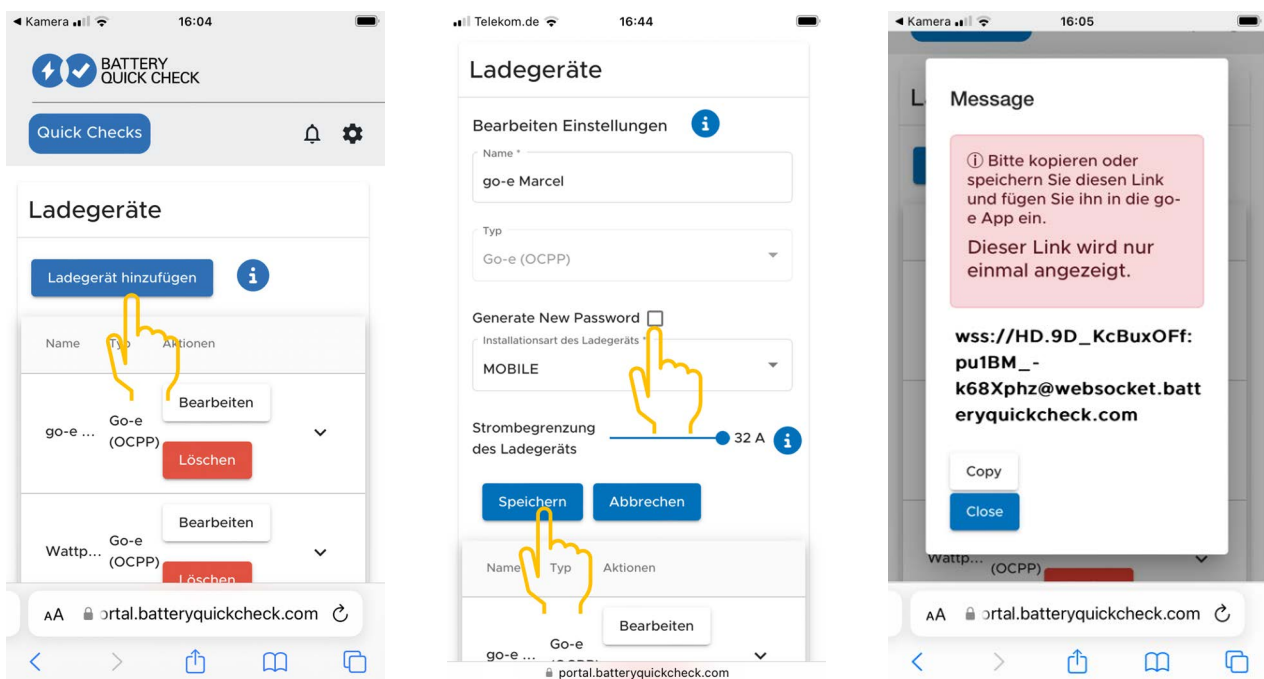 Kamera
16:04
BATTERY
QUICK CHECK
Quick Checks
Ladegeräte
Ladegerät hinzufügen
Name Typ Aktionen
Bearbeiten
go-e ... Go-e
(OCPP)
Löschen
Bearbeiten
Wattp... Go-e
(OCPP)
Löschen
AA ortal.batteryquickcheck.com
Telekom.de
16:44
Ladegeräte
Bearbeiten Einstellungen
Name *
go-e Marcel
Typ
Go-e (OCPP)
Generate New Password
Installationsart des Ladegeräts *
MOBILE
Strombegrenzung
des Ladegeräts
32 A
Speichern Abbrechen
Name Typ Aktionen
Bearbeiten
go-e ... Go-e
portal.batteryquickcheck.com
Kamera
16:05
Message
Bitte kopieren oder
speichern Sie diesen Link
und fügen Sie ihn in die go-
e App ein.
Dieser Link wird nur
einmal angezeigt.
wss://HD.9D_KcBuxOFf:
pu1BM_-
k68Xphz@websocket.batt
eryquickcheck.com
Copy
Close
Wattp...
(OCPP)
AA ortal.batteryquickcheck.com